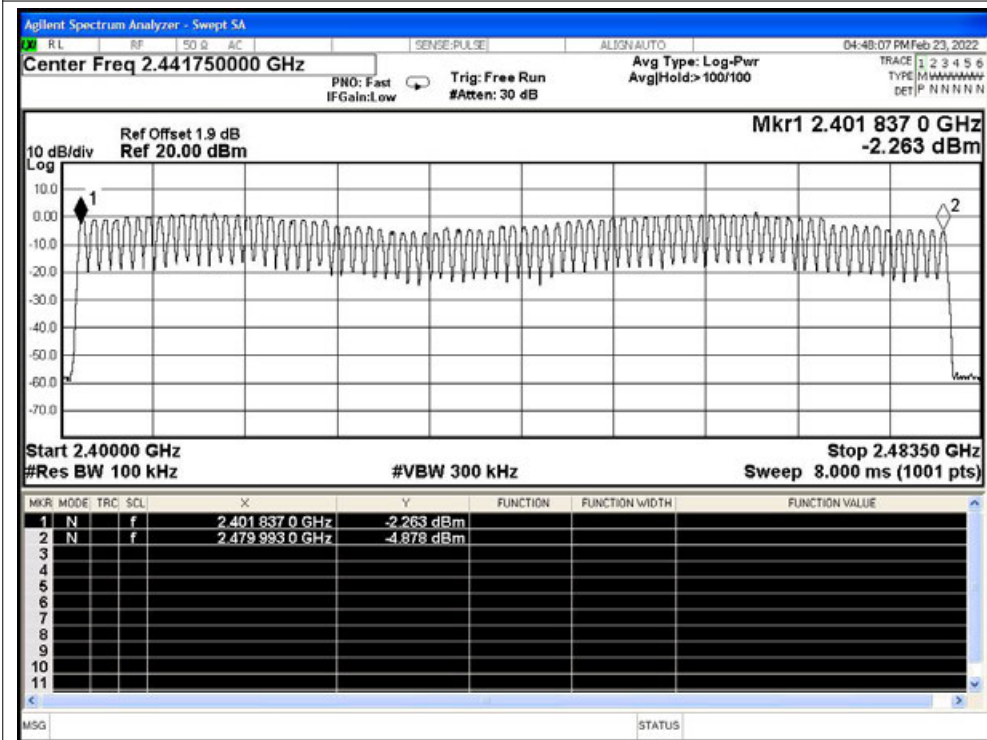 Agilent Spectrum Analyzer - Swept SA
LXI RL RF 50 Ω AC SENSE:PULSE ALIGNAUTO 04:48:07 PM Feb 23, 2022
Center Freq 2.441750000 GHz Avg Type: Log-Pwr TRACE 1 2 3 4 5 6
PNO: Fast Trig: Free Run Avg|Hold:>100/100 TYPE M WWWWW
IFGain:Low #Atten: 30 dB DET P N N N N N
Mkr1 2.401 837 0 GHz
Ref Offset 1.9 dB
10 dB/div Ref 20.00 dBm -2.263 dBm
Log
10.0
1
0.00
2
-10.0
-20.0
-30.0
-40.0
-50.0
-60.0
-70.0
Start 2.40000 GHz Stop 2.48350 GHz
#Res BW 100 kHz #VBW 300 kHz Sweep 8.000 ms (1001 pts)
MKR MODE TRC SCL X Y FUNCTION FUNCTION WIDTH FUNCTION VALUE
1 N f 2.401 837 0 GHz -2.263 dBm
2 N f 2.479 993 0 GHz -4.878 dBm
3
4
5
6
7
8
9
10
11
MSG STATUS